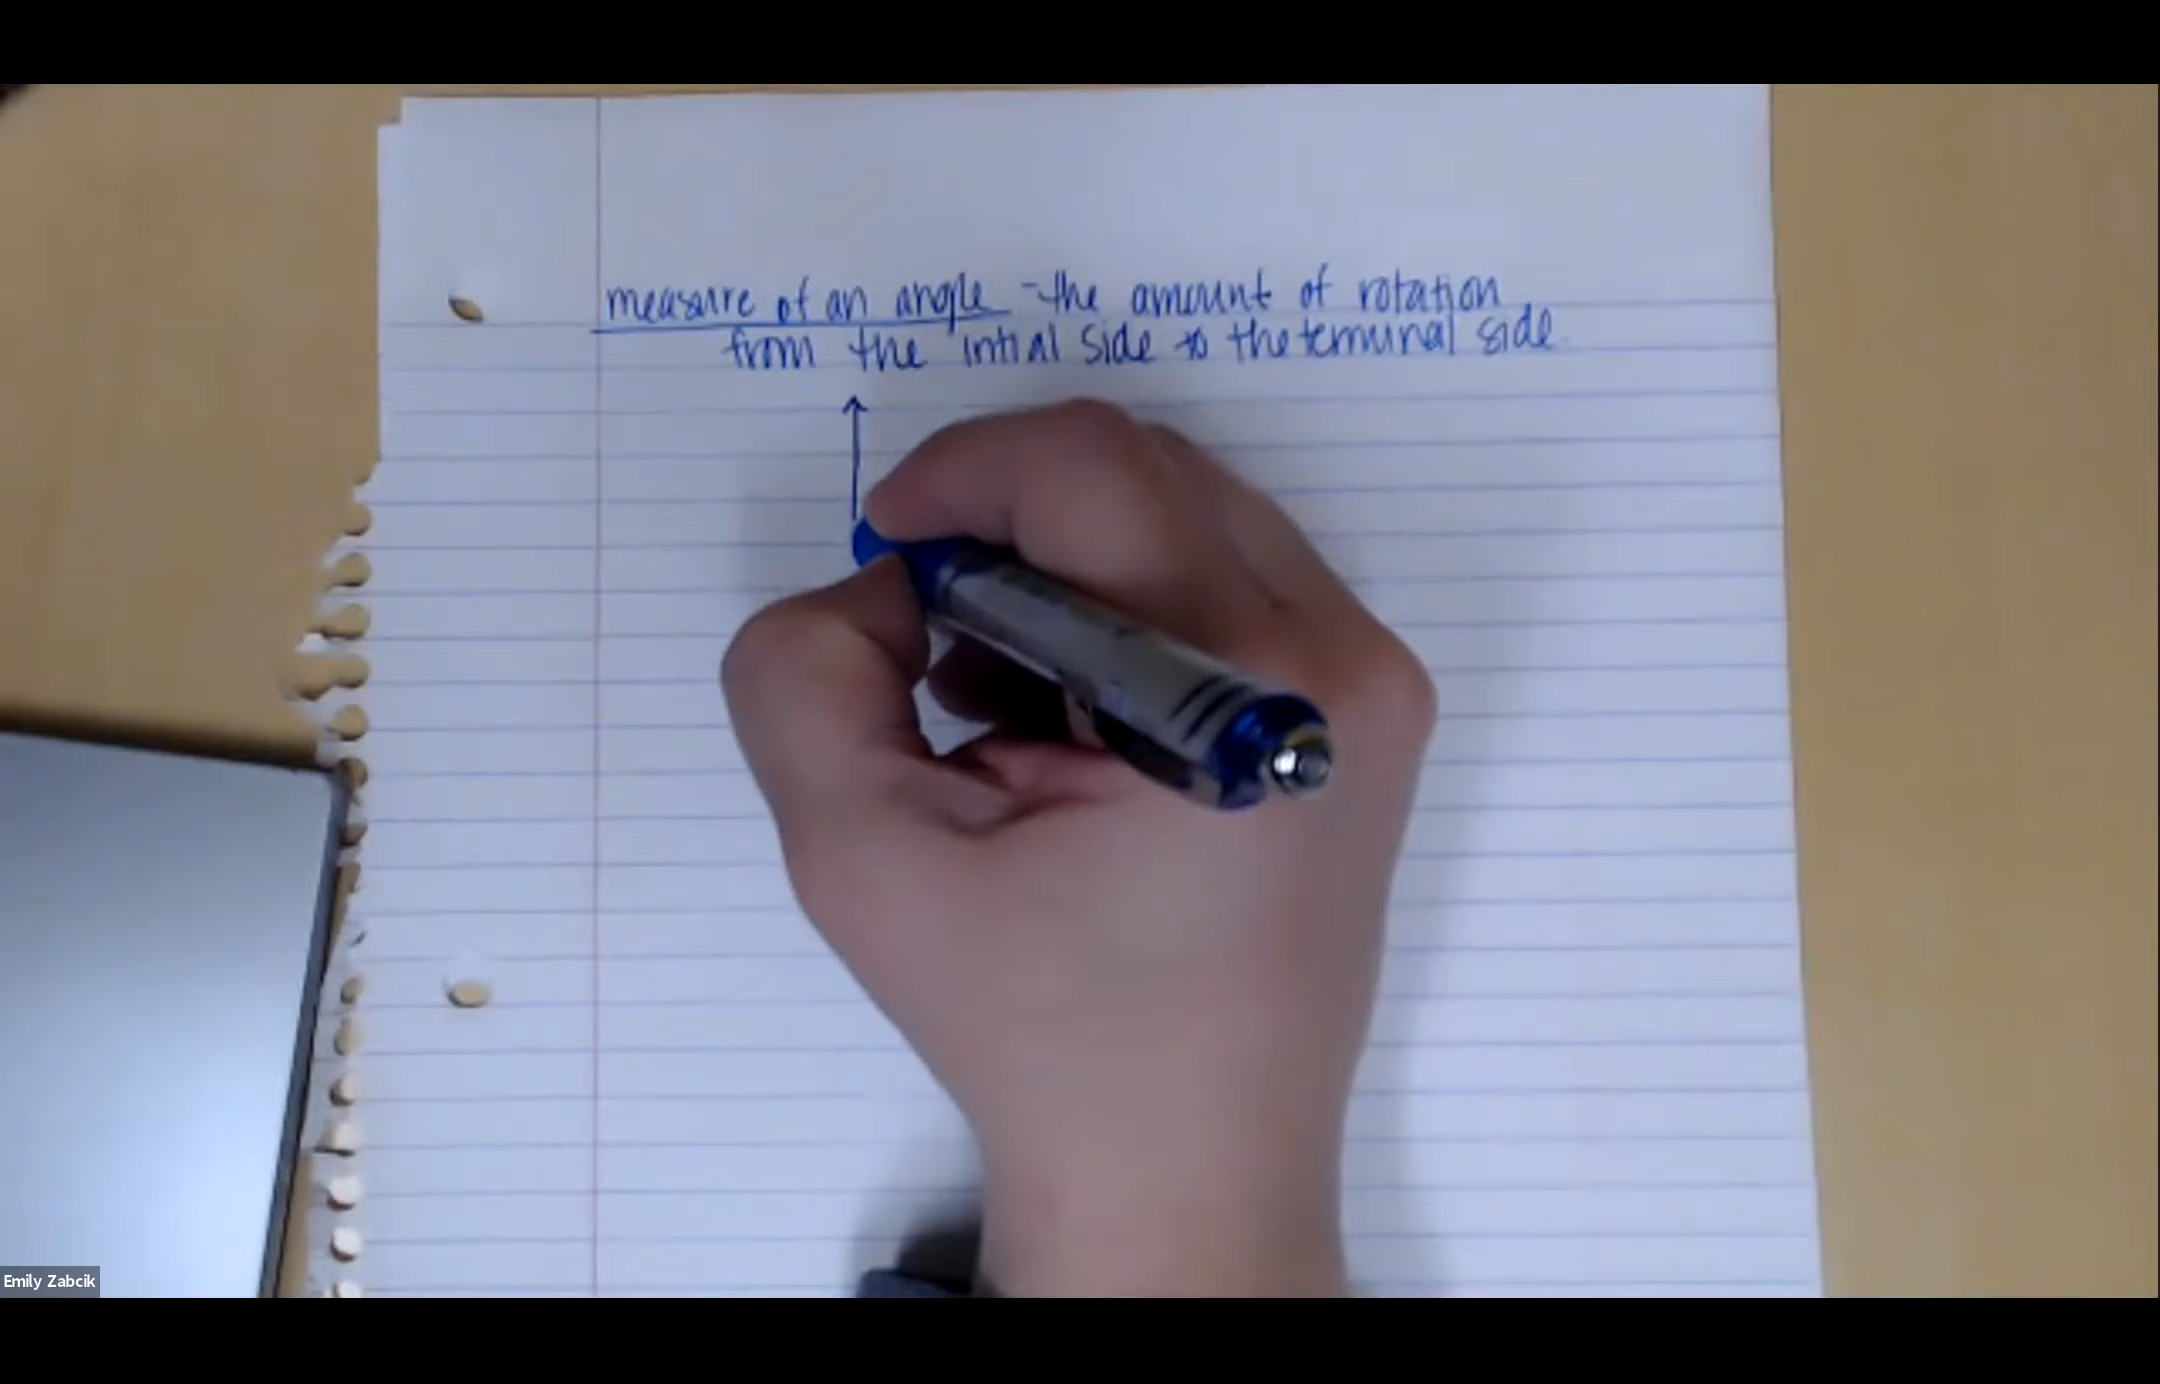 measure of an angle - the amount of rotation
from the intial side to the terminal side
Emily Zabcik